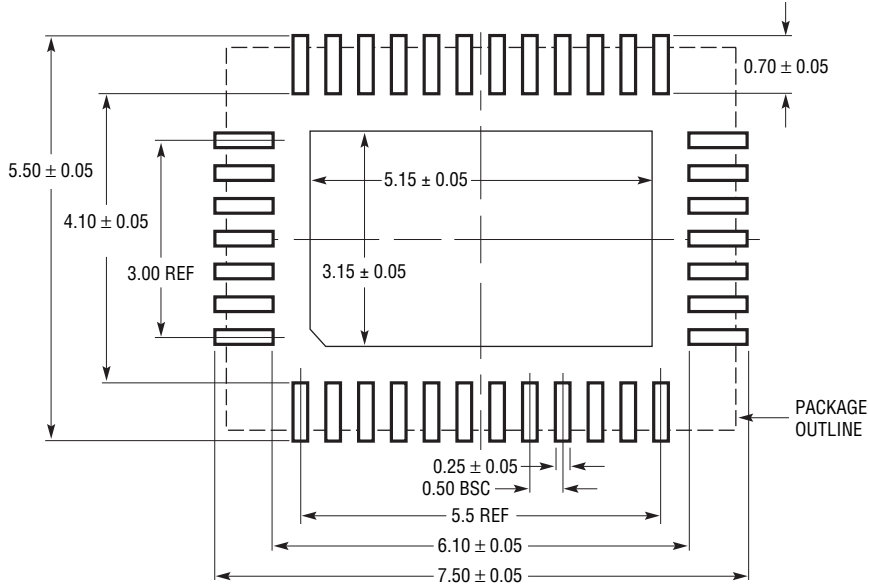 0.70 ± 0.05
5.50 ± 0.05
5.15 ± 0.05
4.10 ± 0.05
3.00 REF
3.15 ± 0.05
PACKAGE
OUTLINE
0.25 ± 0.05
0.50 BSC
5.5 REF
6.10 ± 0.05
7.50 ± 0.05